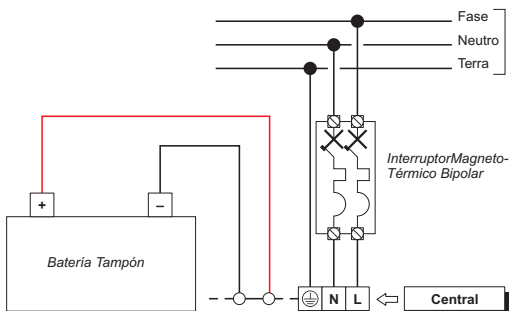 Fase
Neutro
Terra
InterruptorMagneto-
Térmico Bipolar
+
–
Batería Tampón
N
L
Central